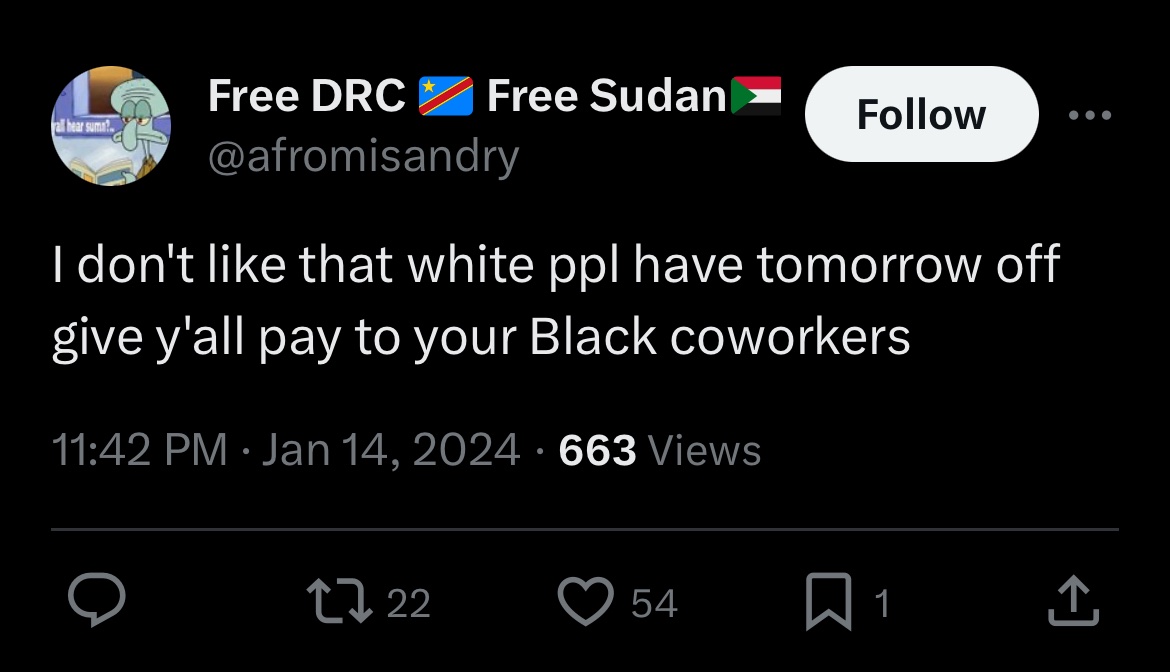 Free DRC 🇨🇩 Free Sudan🇸🇩
@afromisandry
Follow
y'all hear sumn?..
I don't like that white ppl have tomorrow off
give y'all pay to your Black coworkers
11:42 PM · Jan 14, 2024 · 663 Views
22
54
1